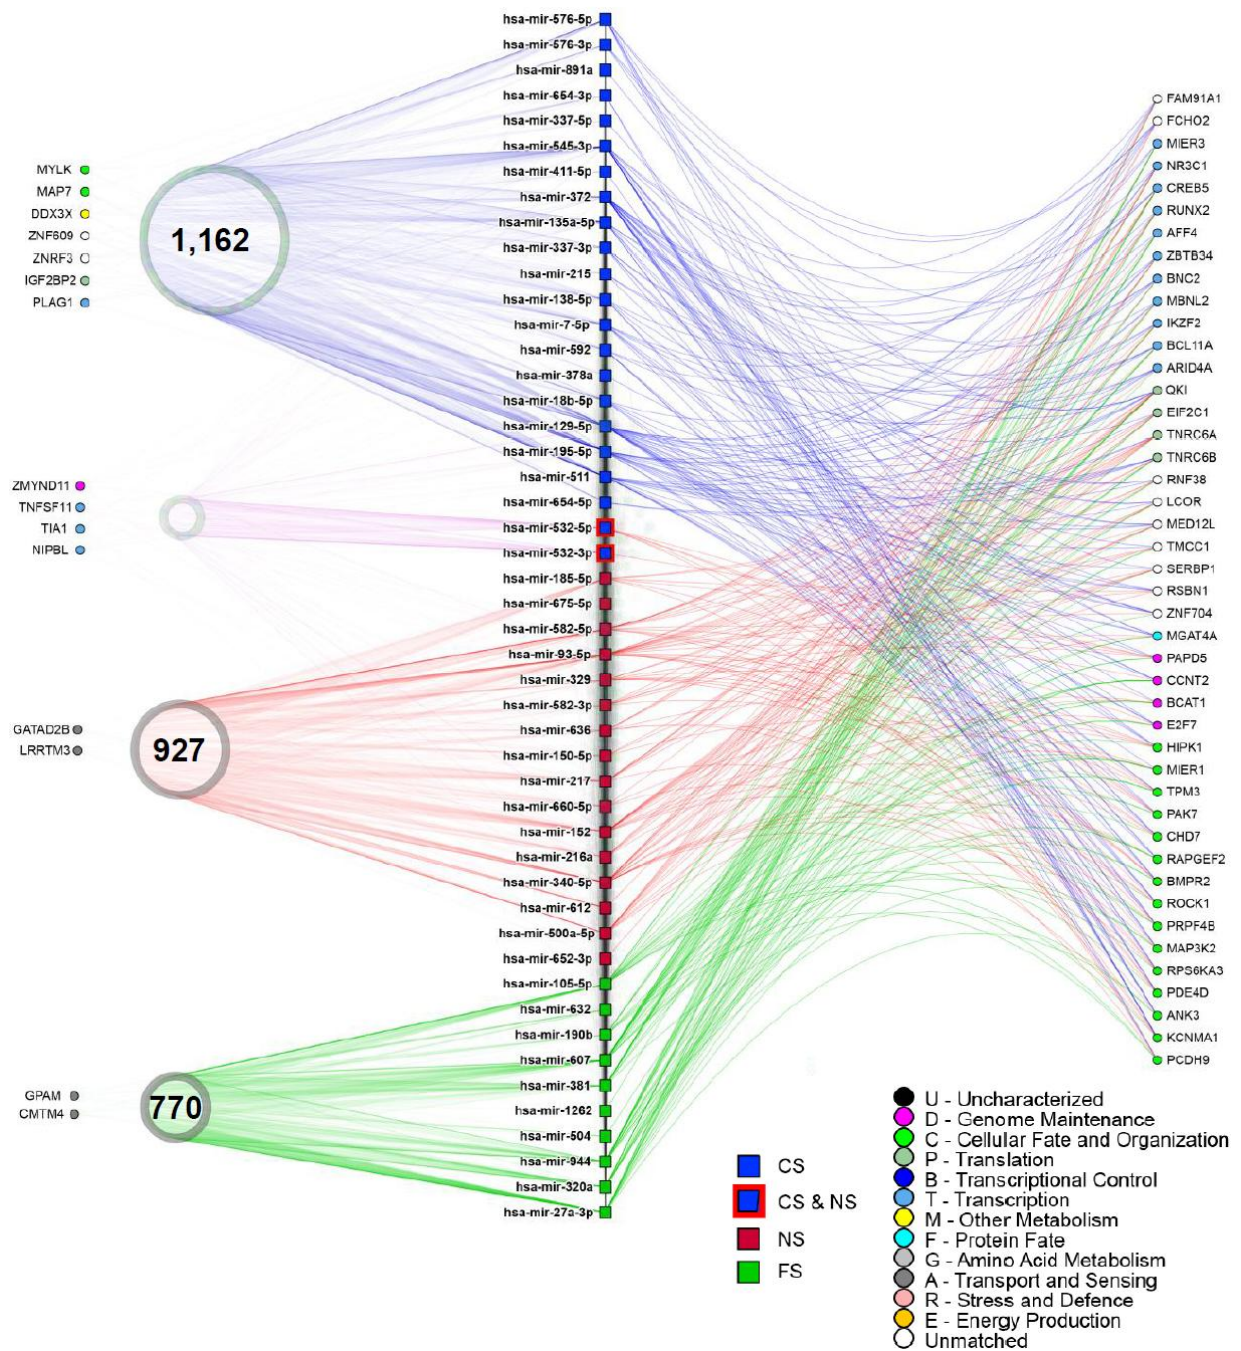 hsa-mir-576-5p
hsa-mir-576-3p
hsa-mir-891a
hsa-mir-654-3p
hsa-mir-337-5p
hsa-mir-545-3p
hsa-mir-411-5p
hsa-mir-372
hsa-mir-135a-5p
hsa-mir-337-3p
hsa-mir-215
hsa-mir-138-5p
hsa-mir-7-5p
hsa-mir-592
hsa-mir-378a
hsa-mir-18b-5p
hsa-mir-129-5p
hsa-mir-195-5p
hsa-mir-511
hsa-mir-654-5p
hsa-mir-532-5p
hsa-mir-532-3p
hsa-mir-185-5p
hsa-mir-675-5p
hsa-mir-582-5p
hsa-mir-93-5p
hsa-mir-329
hsa-mir-582-3p
hsa-mir-636
hsa-mir-150-5p
hsa-mir-217
hsa-mir-660-5p
hsa-mir-152
hsa-mir-216a
hsa-mir-340-5p
hsa-mir-612
hsa-mir-500a-5p
hsa-mir-652-3p
hsa-mir-105-5p
hsa-mir-632
hsa-mir-190b
hsa-mir-607
hsa-mir-381
hsa-mir-1262
hsa-mir-504
hsa-mir-944
hsa-mir-320a
hsa-mir-27a-3p
MYLK
MAP7
DDX3X
ZNF609
ZNRF3
IGF2BP2
PLAG1
1,162
ZMYND11
TNFSF11
TIA1
NIPBL
GATAD2B
LRRTM3
927
GPAM
CMTM4
770
FAM91A1
FCHO2
MIER3
NR3C1
CREB5
RUNX2
AFF4
ZBTB34
BNC2
MBNL2
IKZF2
BCL11A
ARID4A
QKI
EIF2C1
TNRC6A
TNRC6B
RNF38
LCOR
MED12L
TMCC1
SERBP1
RSBN1
ZNF704
MGAT4A
PAPD5
CCNT2
BCAT1
E2F7
HIPK1
MIER1
TPM3
PAK7
CHD7
RAPGEF2
BMPR2
ROCK1
PRPF4B
MAP3K2
RPS6KA3
PDE4D
ANK3
KCNMA1
PCDH9
CS
CS & NS
NS
FS
U - Uncharacterized
D - Genome Maintenance
C - Cellular Fate and Organization
P - Translation
B - Transcriptional Control
T - Transcription
M - Other Metabolism
F - Protein Fate
G - Amino Acid Metabolism
A - Transport and Sensing
R - Stress and Defence
E - Energy Production
Unmatched